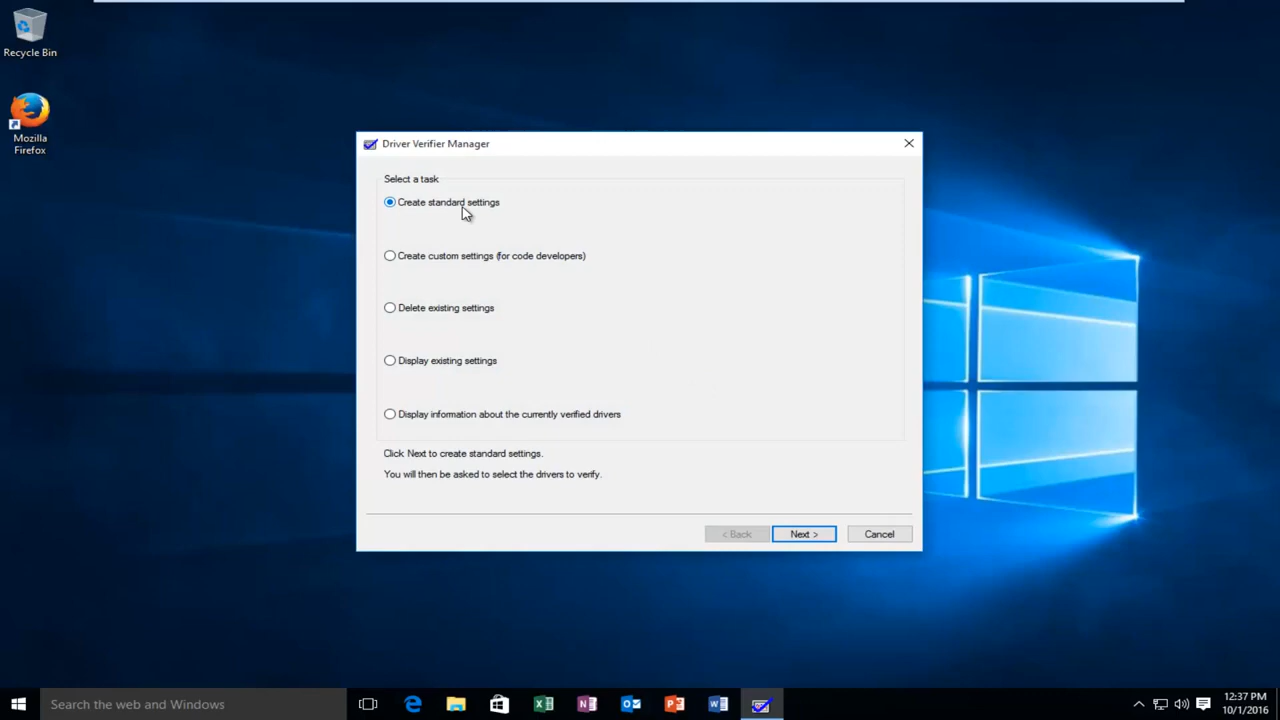 Recycle Bin
Mozilla
Firefox
Driver Verifier Manager
Select a task
Create standard settings
Create custom settings (for code developers)
Delete existing settings
Display existing settings
Display information about the currently verified drivers
Click Next to create standard settings.
You will then be asked to select the drivers to verify.
< Back
Next >
Cancel
Search the web and Windows
12:37 PM
10/1/2016